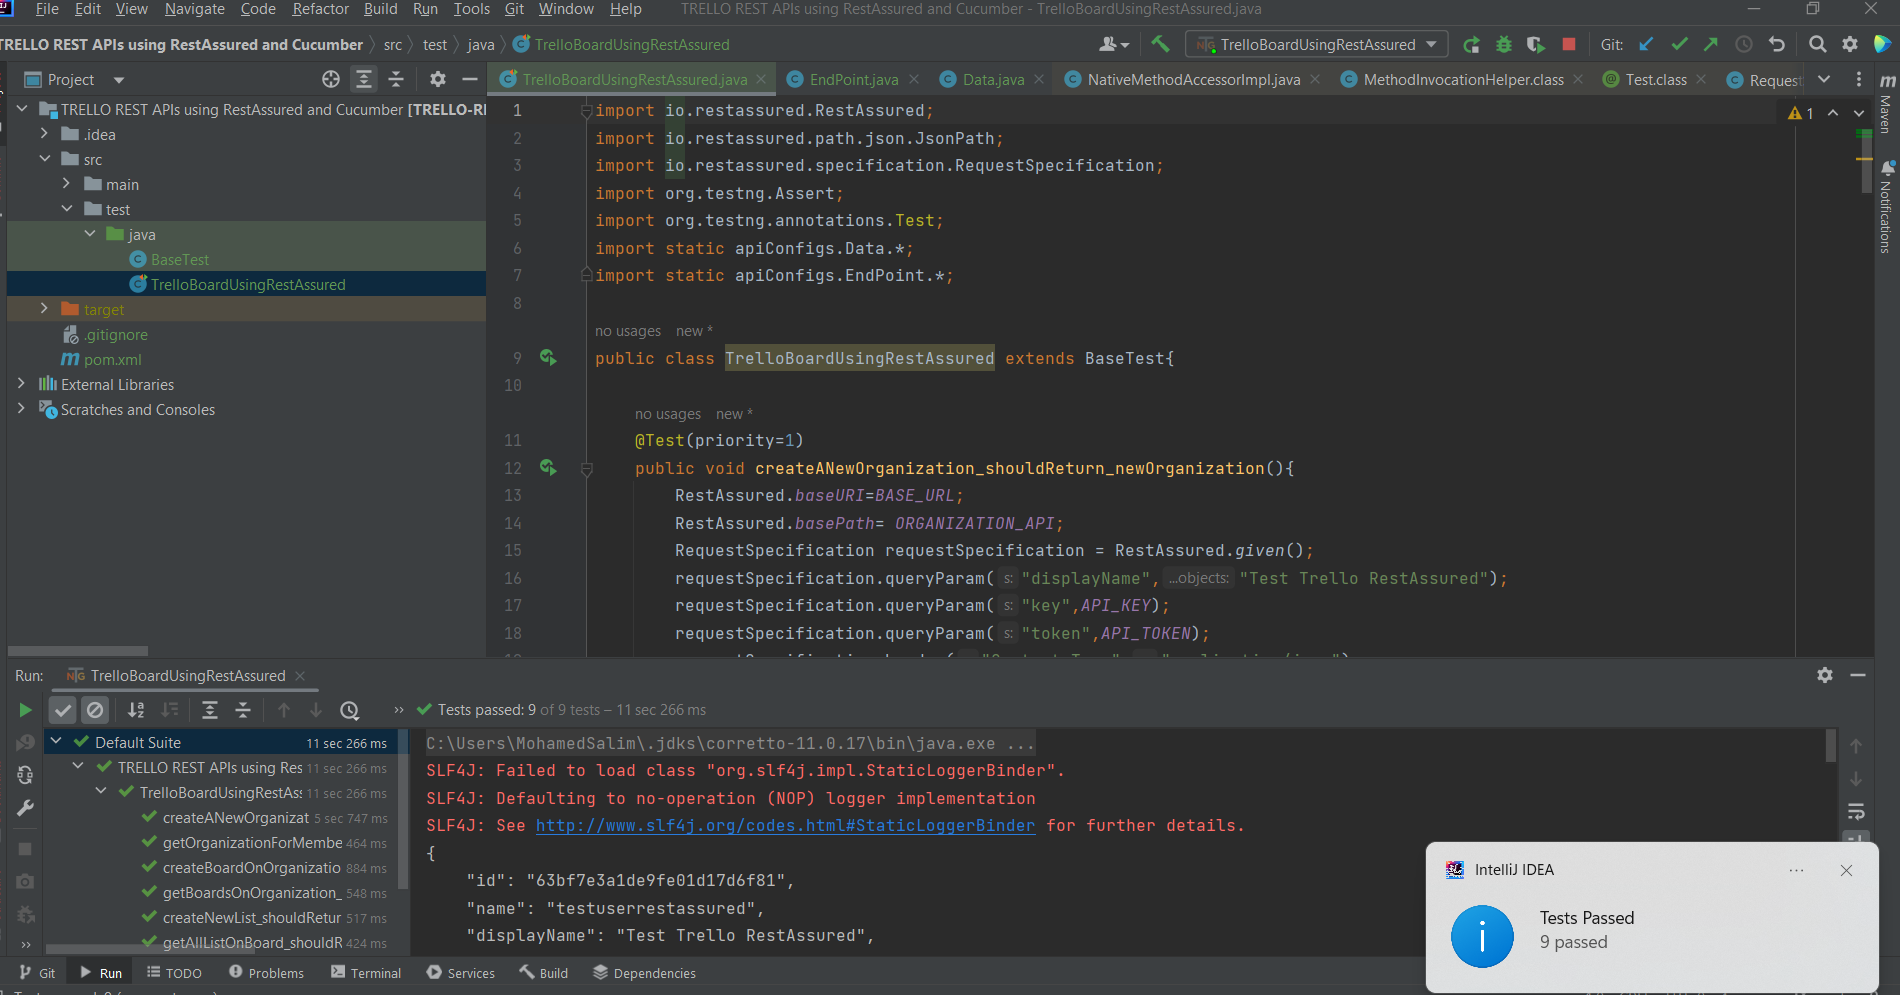 File Edit View Navigate Code Refactor Build Run Tools Git Window Help TRELLO REST APIs using RestAssured and Cucumber - TrelloBoardUsingRestAssured.java
TRELLO REST APIs using RestAssured and Cucumber src test java TrelloBoardUsingRestAssured TrelloBoardUsingRestAssured Git:
Project
TrelloBoardUsingRestAssured.java EndPoint.java Data.java NativeMethodAccessorImpl.java MethodInvocationHelper.class Test.class Request
TRELLO REST APIs using RestAssured and Cucumber [TRELLO-RE
.idea
src
main
test
java
BaseTest
TrelloBoardUsingRestAssured
target
.gitignore
pom.xml
External Libraries
Scratches and Consoles
1 import io.restassured.RestAssured;
2 import io.restassured.path.json.JsonPath;
3 import io.restassured.specification.RequestSpecification;
4 import org.testng.Assert;
5 import org.testng.annotations.Test;
6 import static apiConfigs.Data.*;
7 import static apiConfigs.EndPoint.*;
8
no usages new *
9 public class TrelloBoardUsingRestAssured extends BaseTest{
10
no usages new *
11 @Test(priority=1)
12 public void createANewOrganization_shouldReturn_newOrganization(){
13 RestAssured.baseURI=BASE_URL;
14 RestAssured.basePath= ORGANIZATION_API;
15 RequestSpecification requestSpecification = RestAssured.given();
16 requestSpecification.queryParam( s: "displayName", ...objects: "Test Trello RestAssured");
17 requestSpecification.queryParam( s: "key",API_KEY);
18 requestSpecification.queryParam( s: "token",API_TOKEN);
1
Maven
Notifications
Run: TrelloBoardUsingRestAssured
Tests passed: 9 of 9 tests – 11 sec 266 ms
Default Suite 11 sec 266 ms
TRELLO REST APIs using Res 11 sec 266 ms
TrelloBoardUsingRestAss 11 sec 266 ms
createANewOrganizat 5 sec 747 ms
getOrganizationForMembe 464 ms
createBoardOnOrganizatio 884 ms
getBoardsOnOrganization_ 548 ms
createNewList_shouldRetur 517 ms
getAllListOnBoard_shouldR 424 ms
C:\Users\MohamedSalim\.jdks\corretto-11.0.17\bin\java.exe ...
SLF4J: Failed to load class "org.slf4j.impl.StaticLoggerBinder".
SLF4J: Defaulting to no-operation (NOP) logger implementation
SLF4J: See http://www.slf4j.org/codes.html#StaticLoggerBinder for further details.
{
"id": "63bf7e3a1de9fe01d17d6f81",
"name": "testuserrestassured",
"displayName": "Test Trello RestAssured",
IntelliJ IDEA
Tests Passed
9 passed
Git Run TODO Problems Terminal Services Build Dependencies